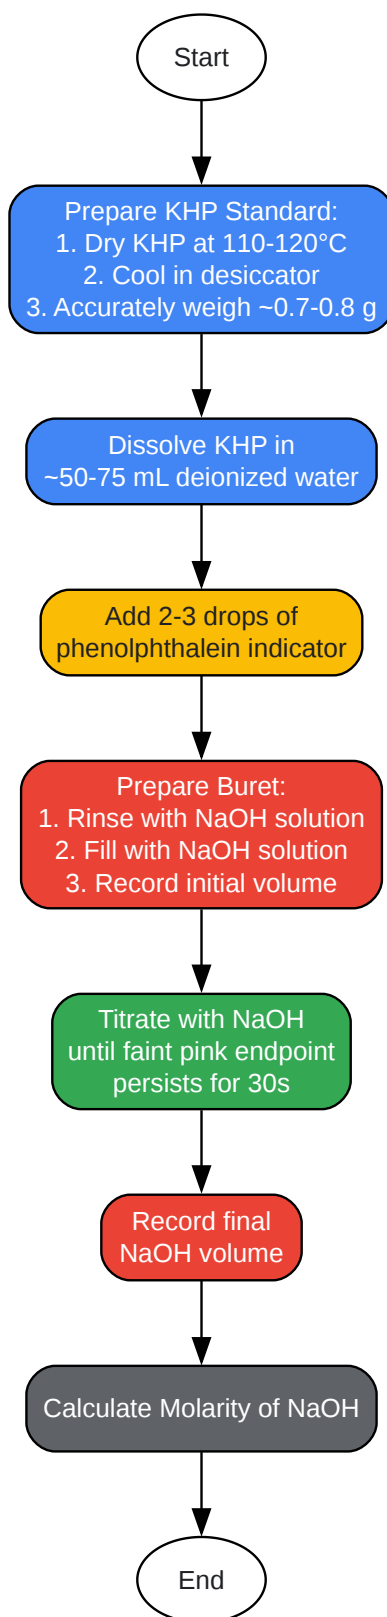 Start
Prepare KHP Standard:
1. Dry KHP at 110-120°C
2. Cool in desiccator
3. Accurately weigh ~0.7-0.8 g
Dissolve KHP in
~50-75 mL deionized water
Add 2-3 drops of
phenolphthalein indicator
Prepare Buret:
1. Rinse with NaOH solution
2. Fill with NaOH solution
3. Record initial volume
Titrate with NaOH
until faint pink endpoint
persists for 30s
Record final
NaOH volume
Calculate Molarity of NaOH
End